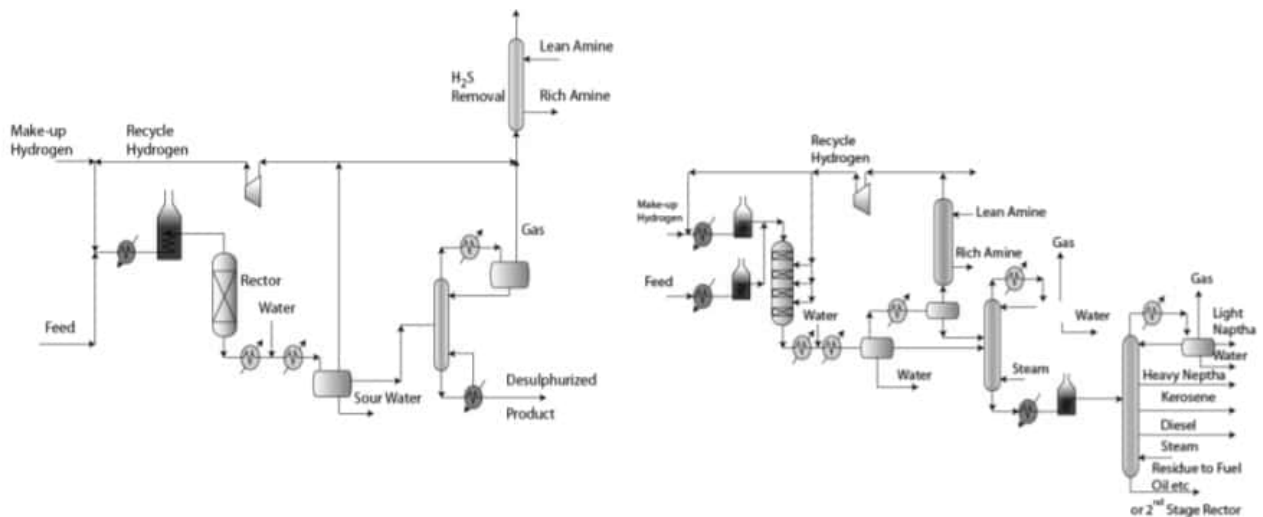 Lean Amine
H₂S
Removal
Rich Amine
Make-up
Hydrogen
Recycle
Hydrogen
Gas
Rector
Water
Feed
Sour Water
Desulphurized
Product
Recycle
Hydrogen
Make-up
Hydrogen
Lean Amine
Rich Amine
Gas
Feed
Water
Water
Steam
Water
Gas
Light
Naptha
Water
Heavy Neptha
Kerosene
Diesel
Steam
Residue to Fuel
Oil etc
or 2nd Stage Rector